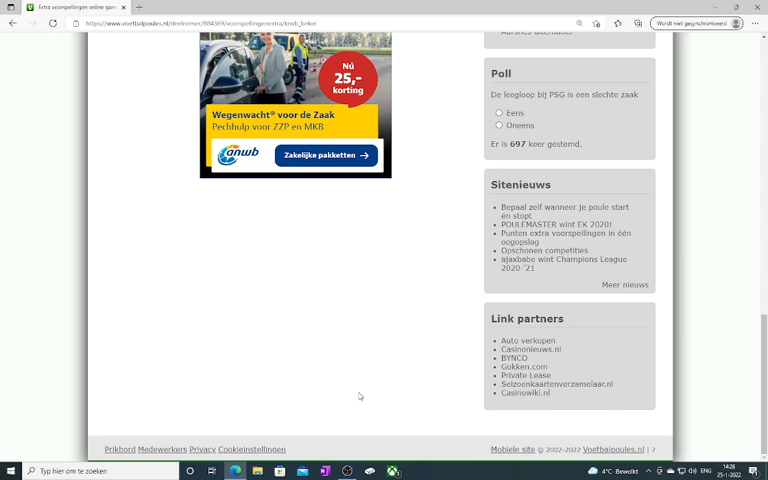 Extra voorspellingen online gam
https://www.voetbalpoules.nl/deelnemer/884369/voorspellingenextra/knvb_beker
Wordt niet gesynchroniseerd
Nú
25,-
korting
Wegenwacht® voor de Zaak
Pechhulp voor ZZP en MKB
anwb
Zakelijke pakketten →
Poll
De leegloop bij PSG is een slechte zaak
Eens
Oneens
Er is 697 keer gestemd.
Sitenieuws
Bepaal zelf wanneer je poule start
én stopt
POULEMASTER wint EK 2020!
Punten extra voorspellingen in één
oogopslag
Opschonen competities
ajaxbabe wint Champions League
2020-'21
Meer nieuws
Link partners
Auto verkopen
Casinonieuws.nl
BYNCO
Gokken.com
Private Lease
Seizoenkaartenverzamelaar.nl
Casinowiki.nl
Prikbord Medewerkers Privacy Cookieinstellingen
Mobiele site © 2002-2022 Voetbalpoules.nl | 7
Typ hier om te zoeken
4°C Bewolkt
ENG
14:26
25-1-2022